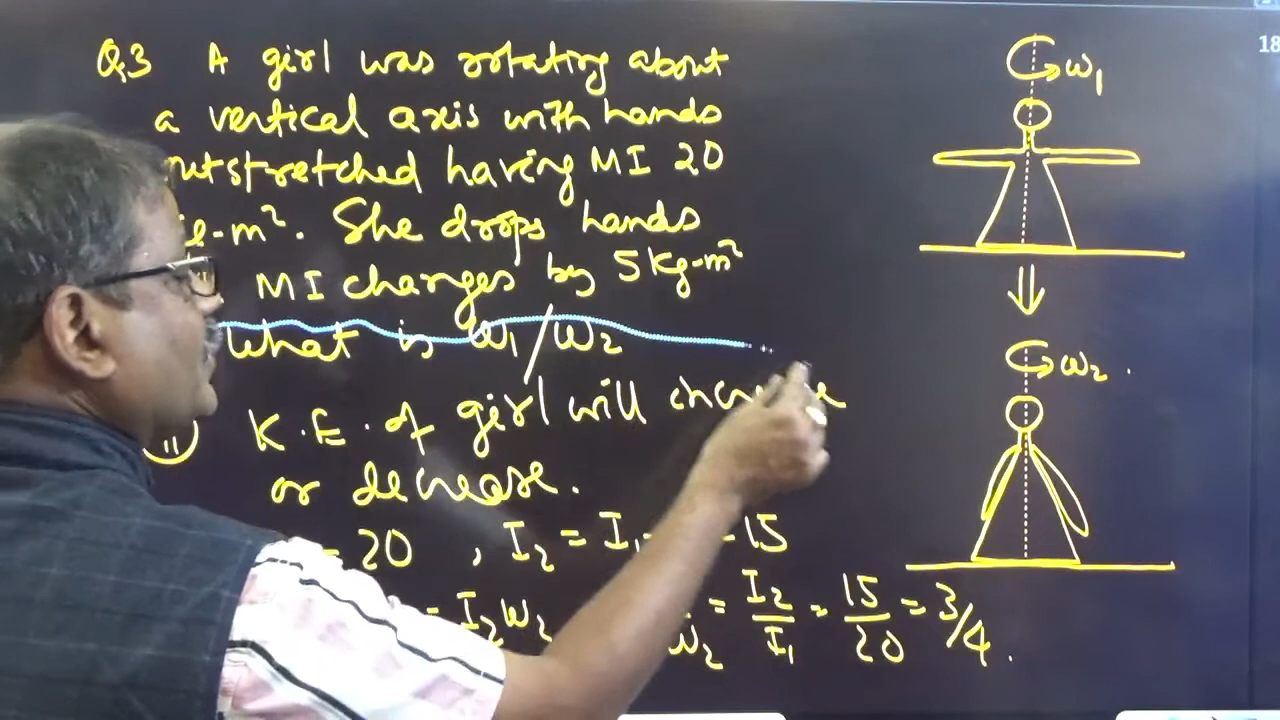 Q.3 A girl was rotating about
a vertical axis with hands
outstretched having MI 20
-m². She drops hands
MI changes by 5 kg-m²
What is ω₁/ω₂
(ii) K.E. of girl will
or decrease.
= 20 , I₂ = I₁ - 15
= I₂ω₂
ω₂ = I₂/I₁ = 15/20 = 3/4.
ω₁
ω₂.
18